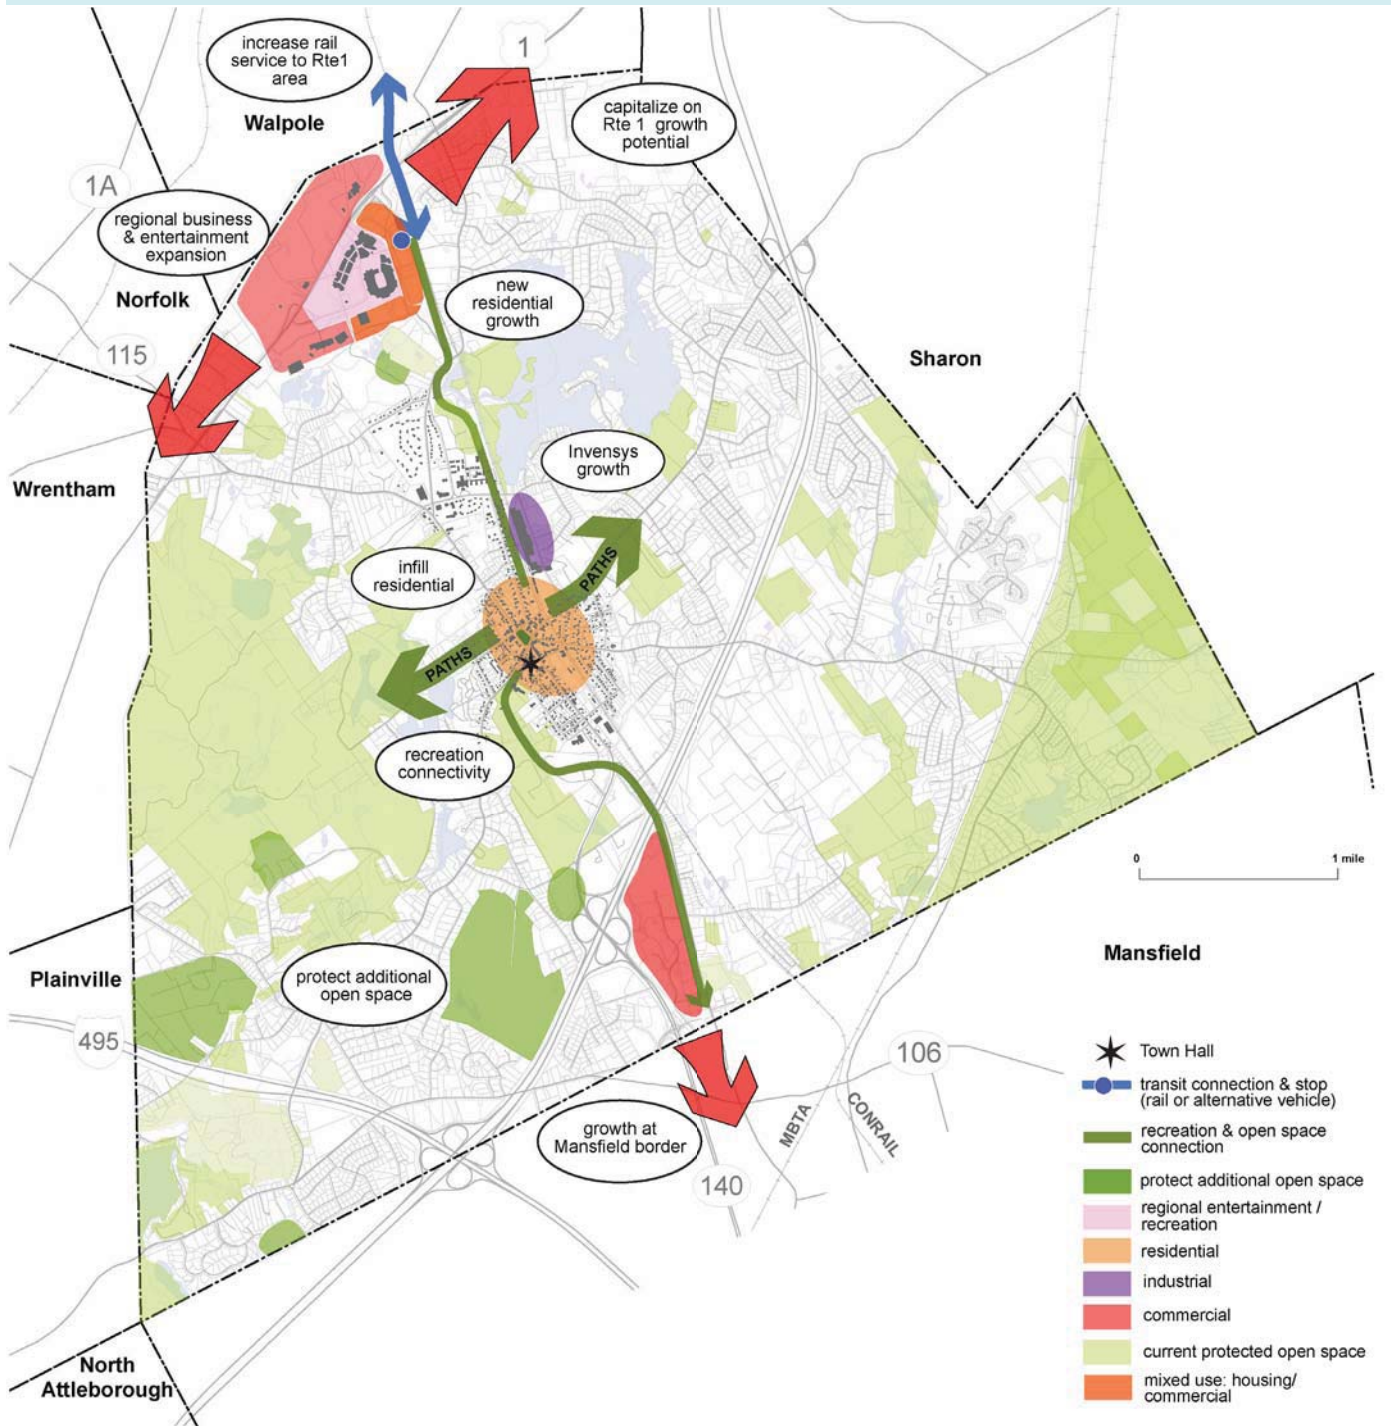 increase rail
service to Rte1
area
1
Walpole
capitalize on
Rte 1 growth
potential
1A
regional business
& entertainment
expansion
Norfolk
new
residential
growth
115
Sharon
Invensys
growth
Wrentham
infill
residential
PATHS
PATHS
recreation
connectivity
0
1 mile
Mansfield
Plainville
protect additional
open space
495
106
growth at
Mansfield border
MBTA
CONRAIL
140
North
Attleborough
Town Hall
transit connection & stop
(rail or alternative vehicle)
recreation & open space
connection
protect additional open space
regional entertainment /
recreation
residential
industrial
commercial
current protected open space
mixed use: housing/
commercial